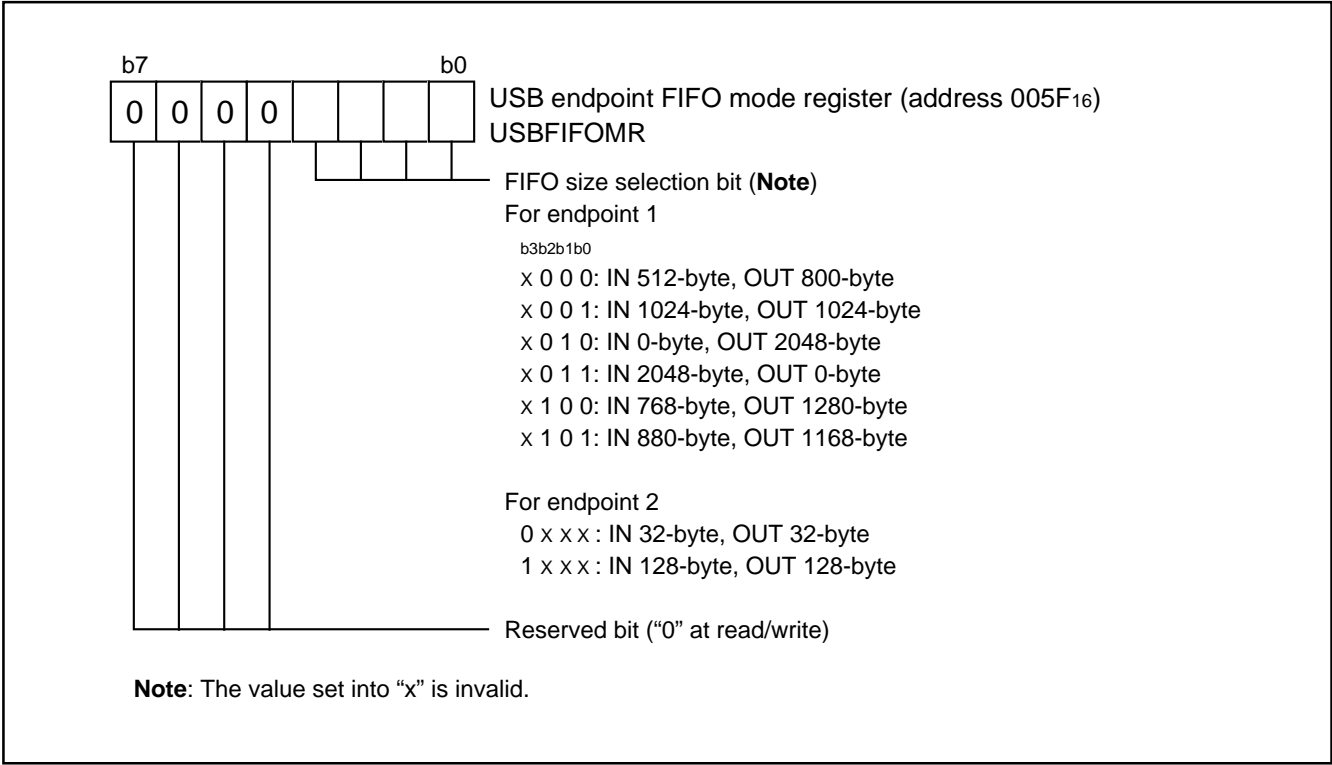 b7 b0
0 0 0 0
USB endpoint FIFO mode register (address 005F16)
USBFIFOMR
FIFO size selection bit (Note)
For endpoint 1
b3b2b1b0
x 0 0 0: IN 512-byte, OUT 800-byte
x 0 0 1: IN 1024-byte, OUT 1024-byte
x 0 1 0: IN 0-byte, OUT 2048-byte
x 0 1 1: IN 2048-byte, OUT 0-byte
x 1 0 0: IN 768-byte, OUT 1280-byte
x 1 0 1: IN 880-byte, OUT 1168-byte
For endpoint 2
0 x x x : IN 32-byte, OUT 32-byte
1 x x x : IN 128-byte, OUT 128-byte
Reserved bit (“0” at read/write)
Note: The value set into “x” is invalid.